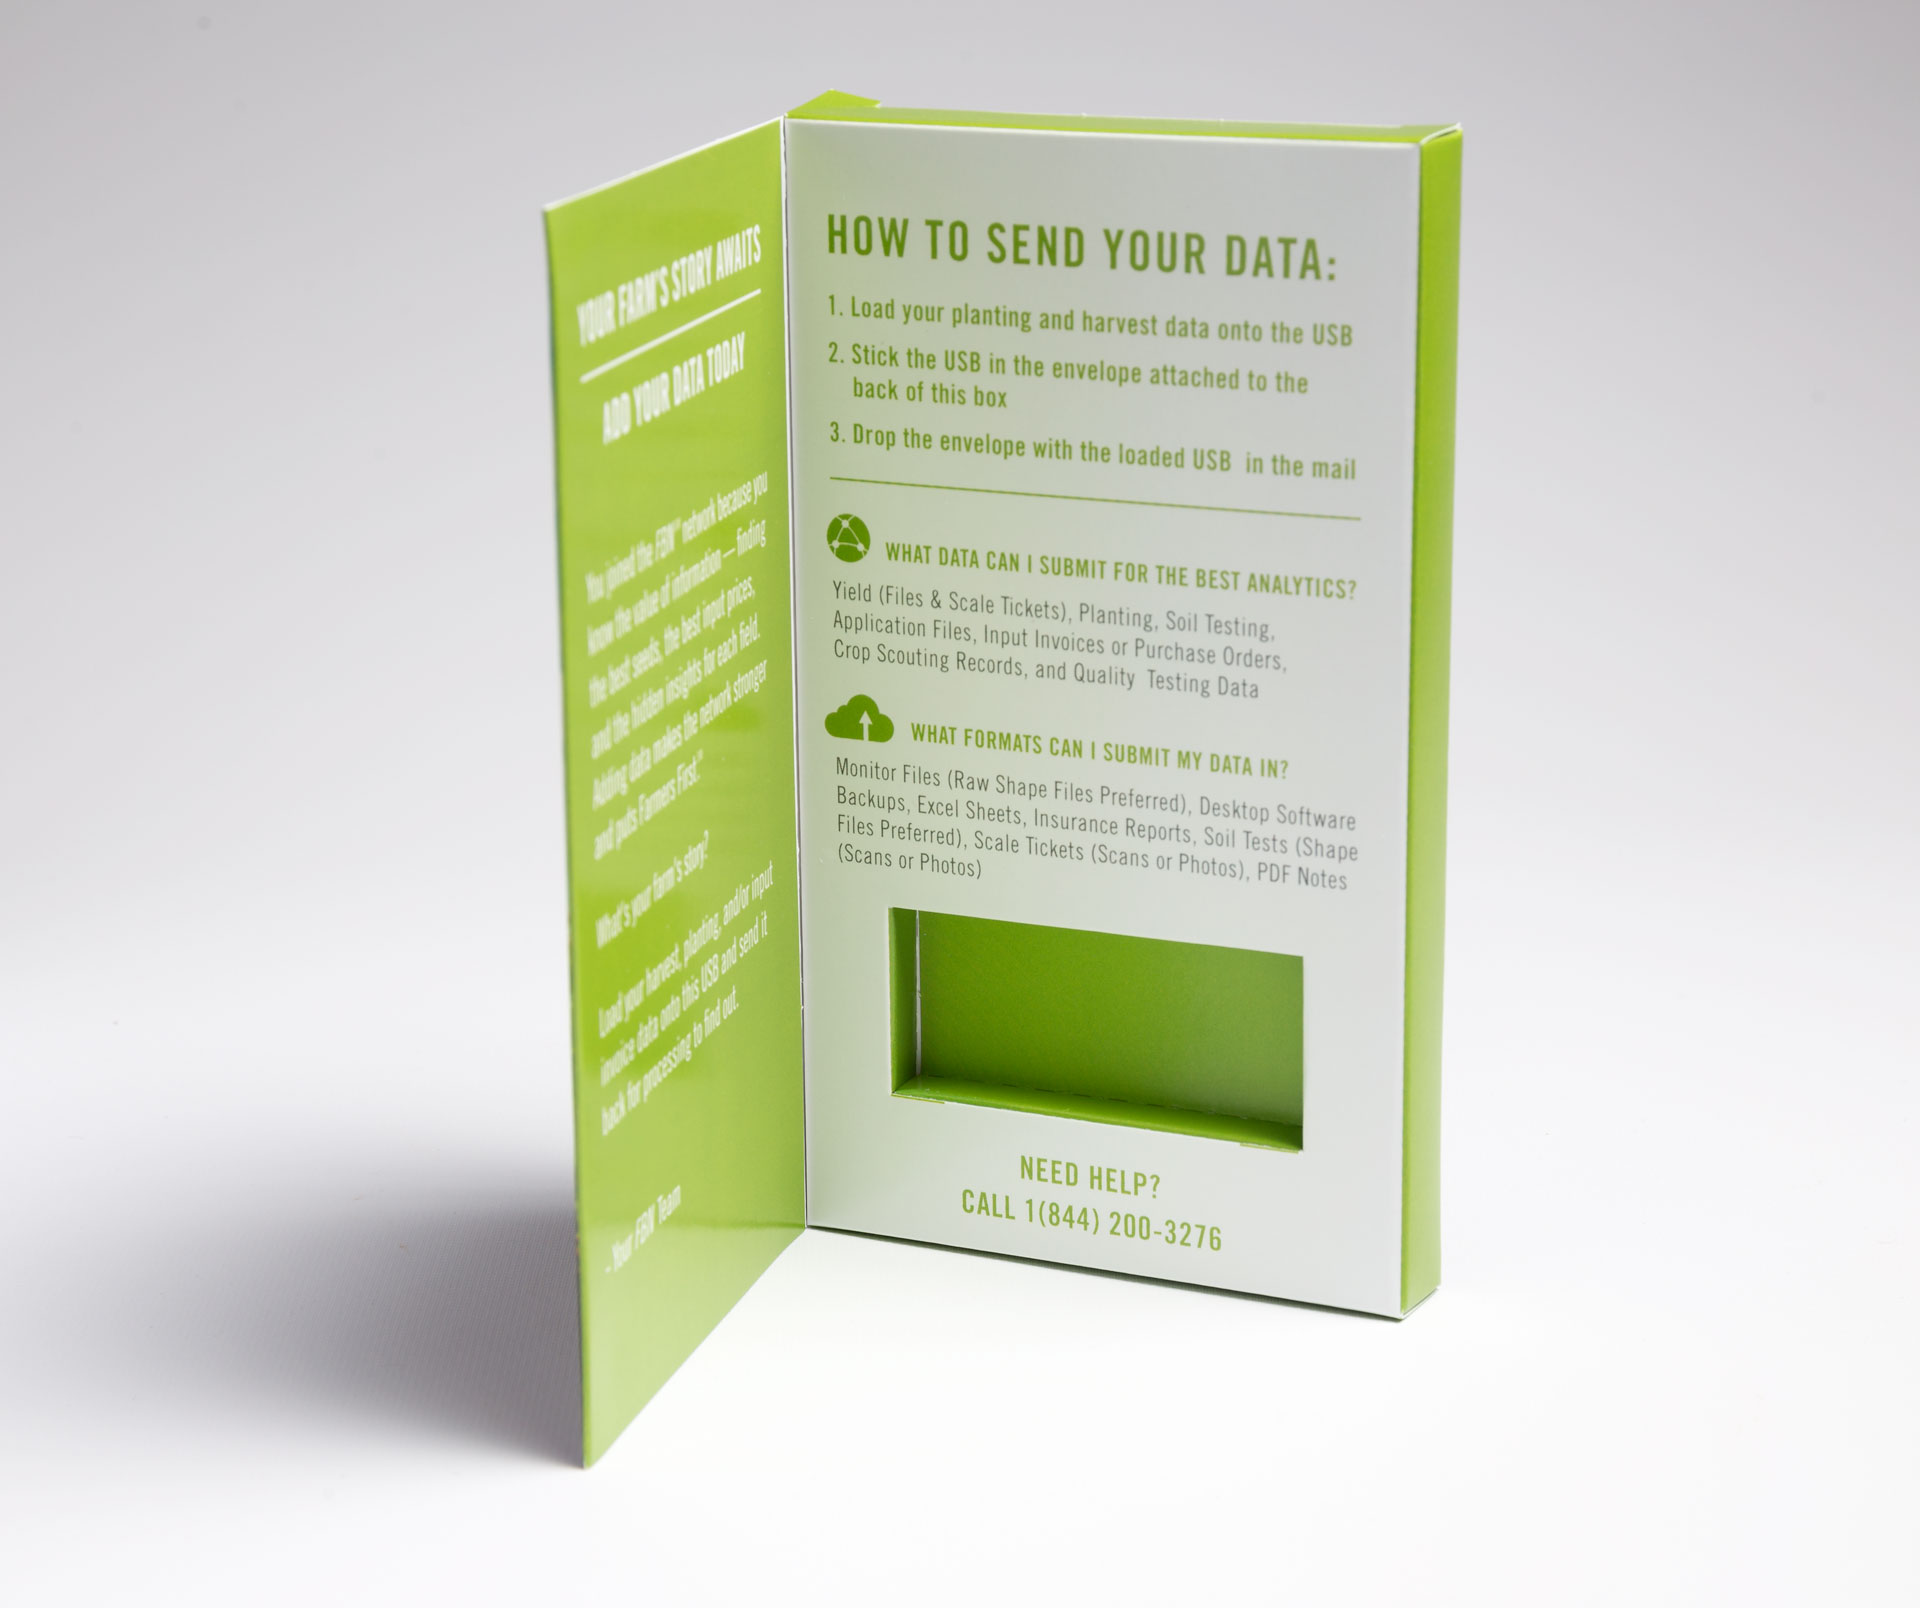 YOUR FARM'S STORY AWAITS
ADD YOUR DATA TODAY
You joined the FBN™ network because you
know the value of information — finding
the best seeds, the best input prices,
and the hidden insights for each field.
Adding data makes the network stronger
and puts Farmers First.™
What's your farm's story?
Load your harvest, planting, and/or input
invoice data onto this USB and send it
back for processing to find out.
- Your FBN Team
HOW TO SEND YOUR DATA:
1. Load your planting and harvest data onto the USB
2. Stick the USB in the envelope attached to the
back of this box
3. Drop the envelope with the loaded USB in the mail
WHAT DATA CAN I SUBMIT FOR THE BEST ANALYTICS?
Yield (Files & Scale Tickets), Planting, Soil Testing,
Application Files, Input Invoices or Purchase Orders,
Crop Scouting Records, and Quality Testing Data
WHAT FORMATS CAN I SUBMIT MY DATA IN?
Monitor Files (Raw Shape Files Preferred), Desktop Software
Backups, Excel Sheets, Insurance Reports, Soil Tests (Shape
Files Preferred), Scale Tickets (Scans or Photos), PDF Notes
(Scans or Photos)
NEED HELP?
CALL 1(844) 200-3276